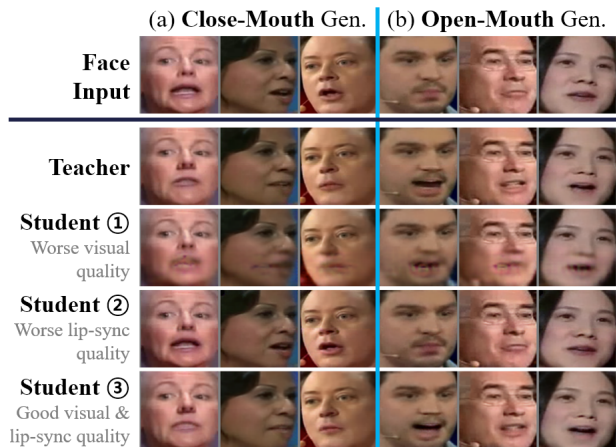 (a) Close-Mouth Gen.
(b) Open-Mouth Gen.
Face
Input
Teacher
Student ①
Worse visual
quality
Student ②
Worse lip-sync
quality
Student ③
Good visual &
lip-sync quality